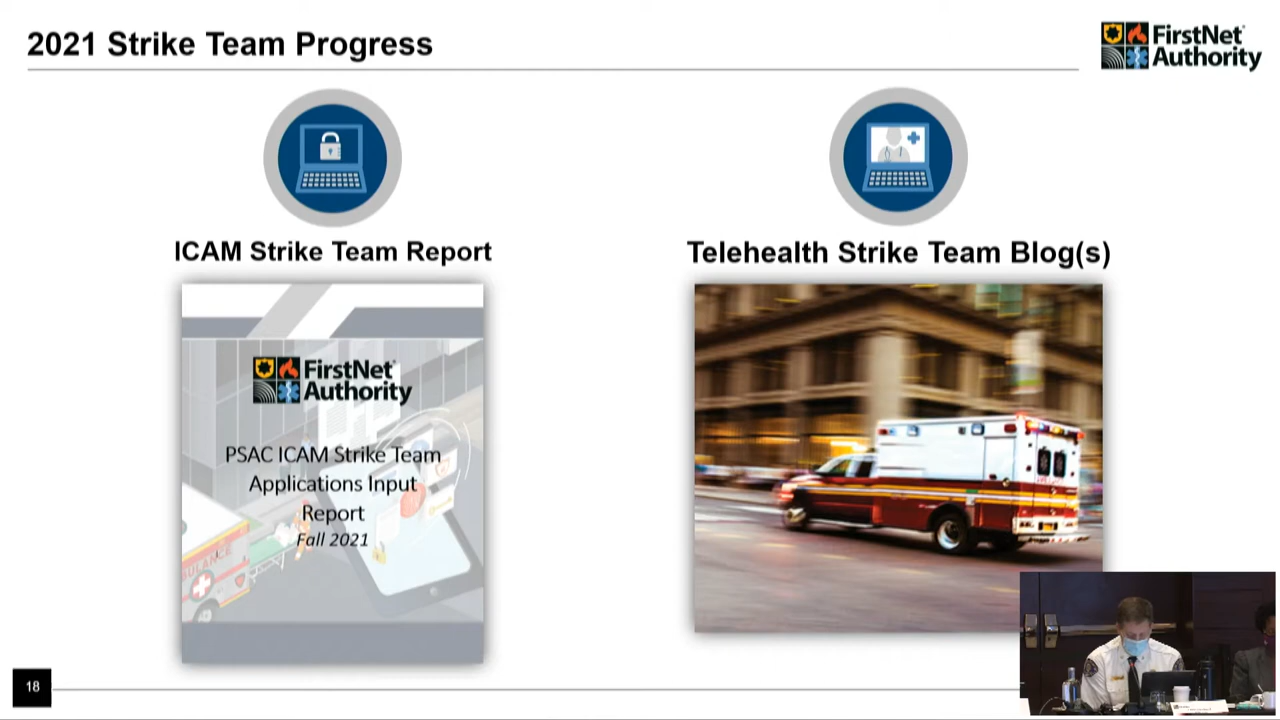 2021 Strike Team Progress
FirstNet
Authority
ICAM Strike Team Report
Telehealth Strike Team Blog(s)
FirstNet
Authority
PSAC ICAM Strike Team
Applications Input
Report
Fall 2021
18